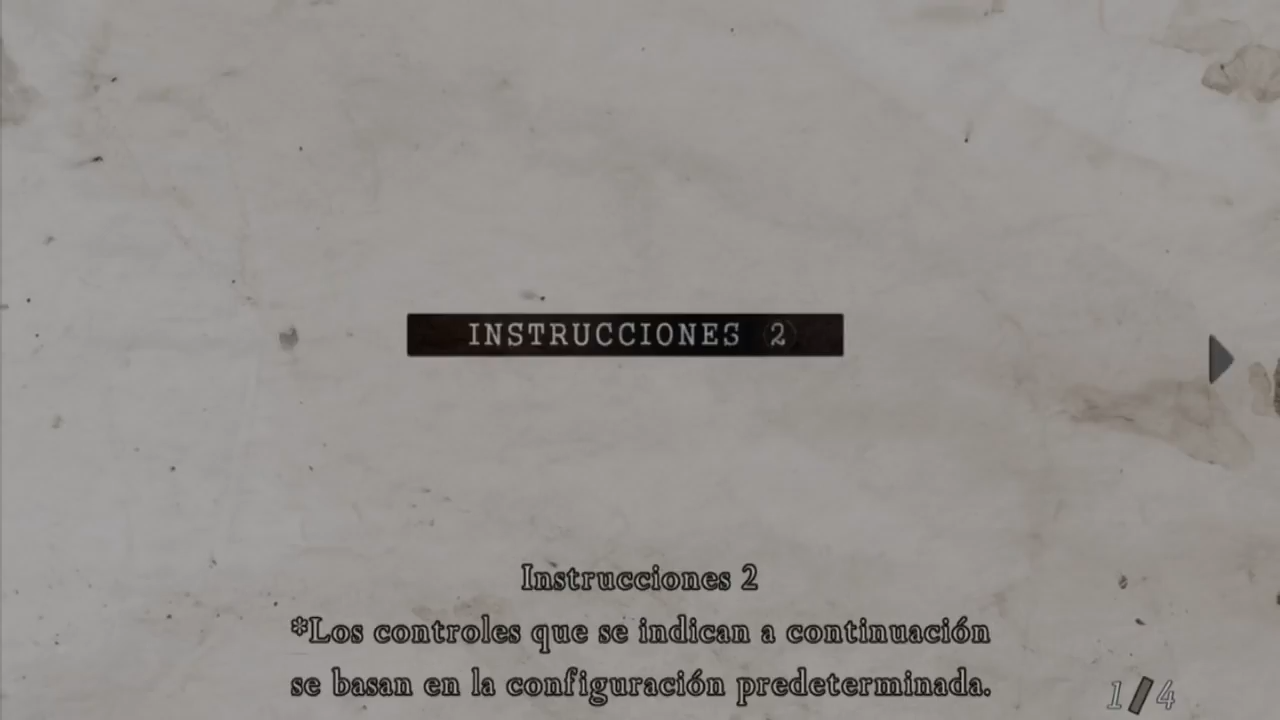 INSTRUCCIONES 2
Instrucciones 2
*Los controles que se indican a continuación
se basan en la configuración predeterminada.
1/4